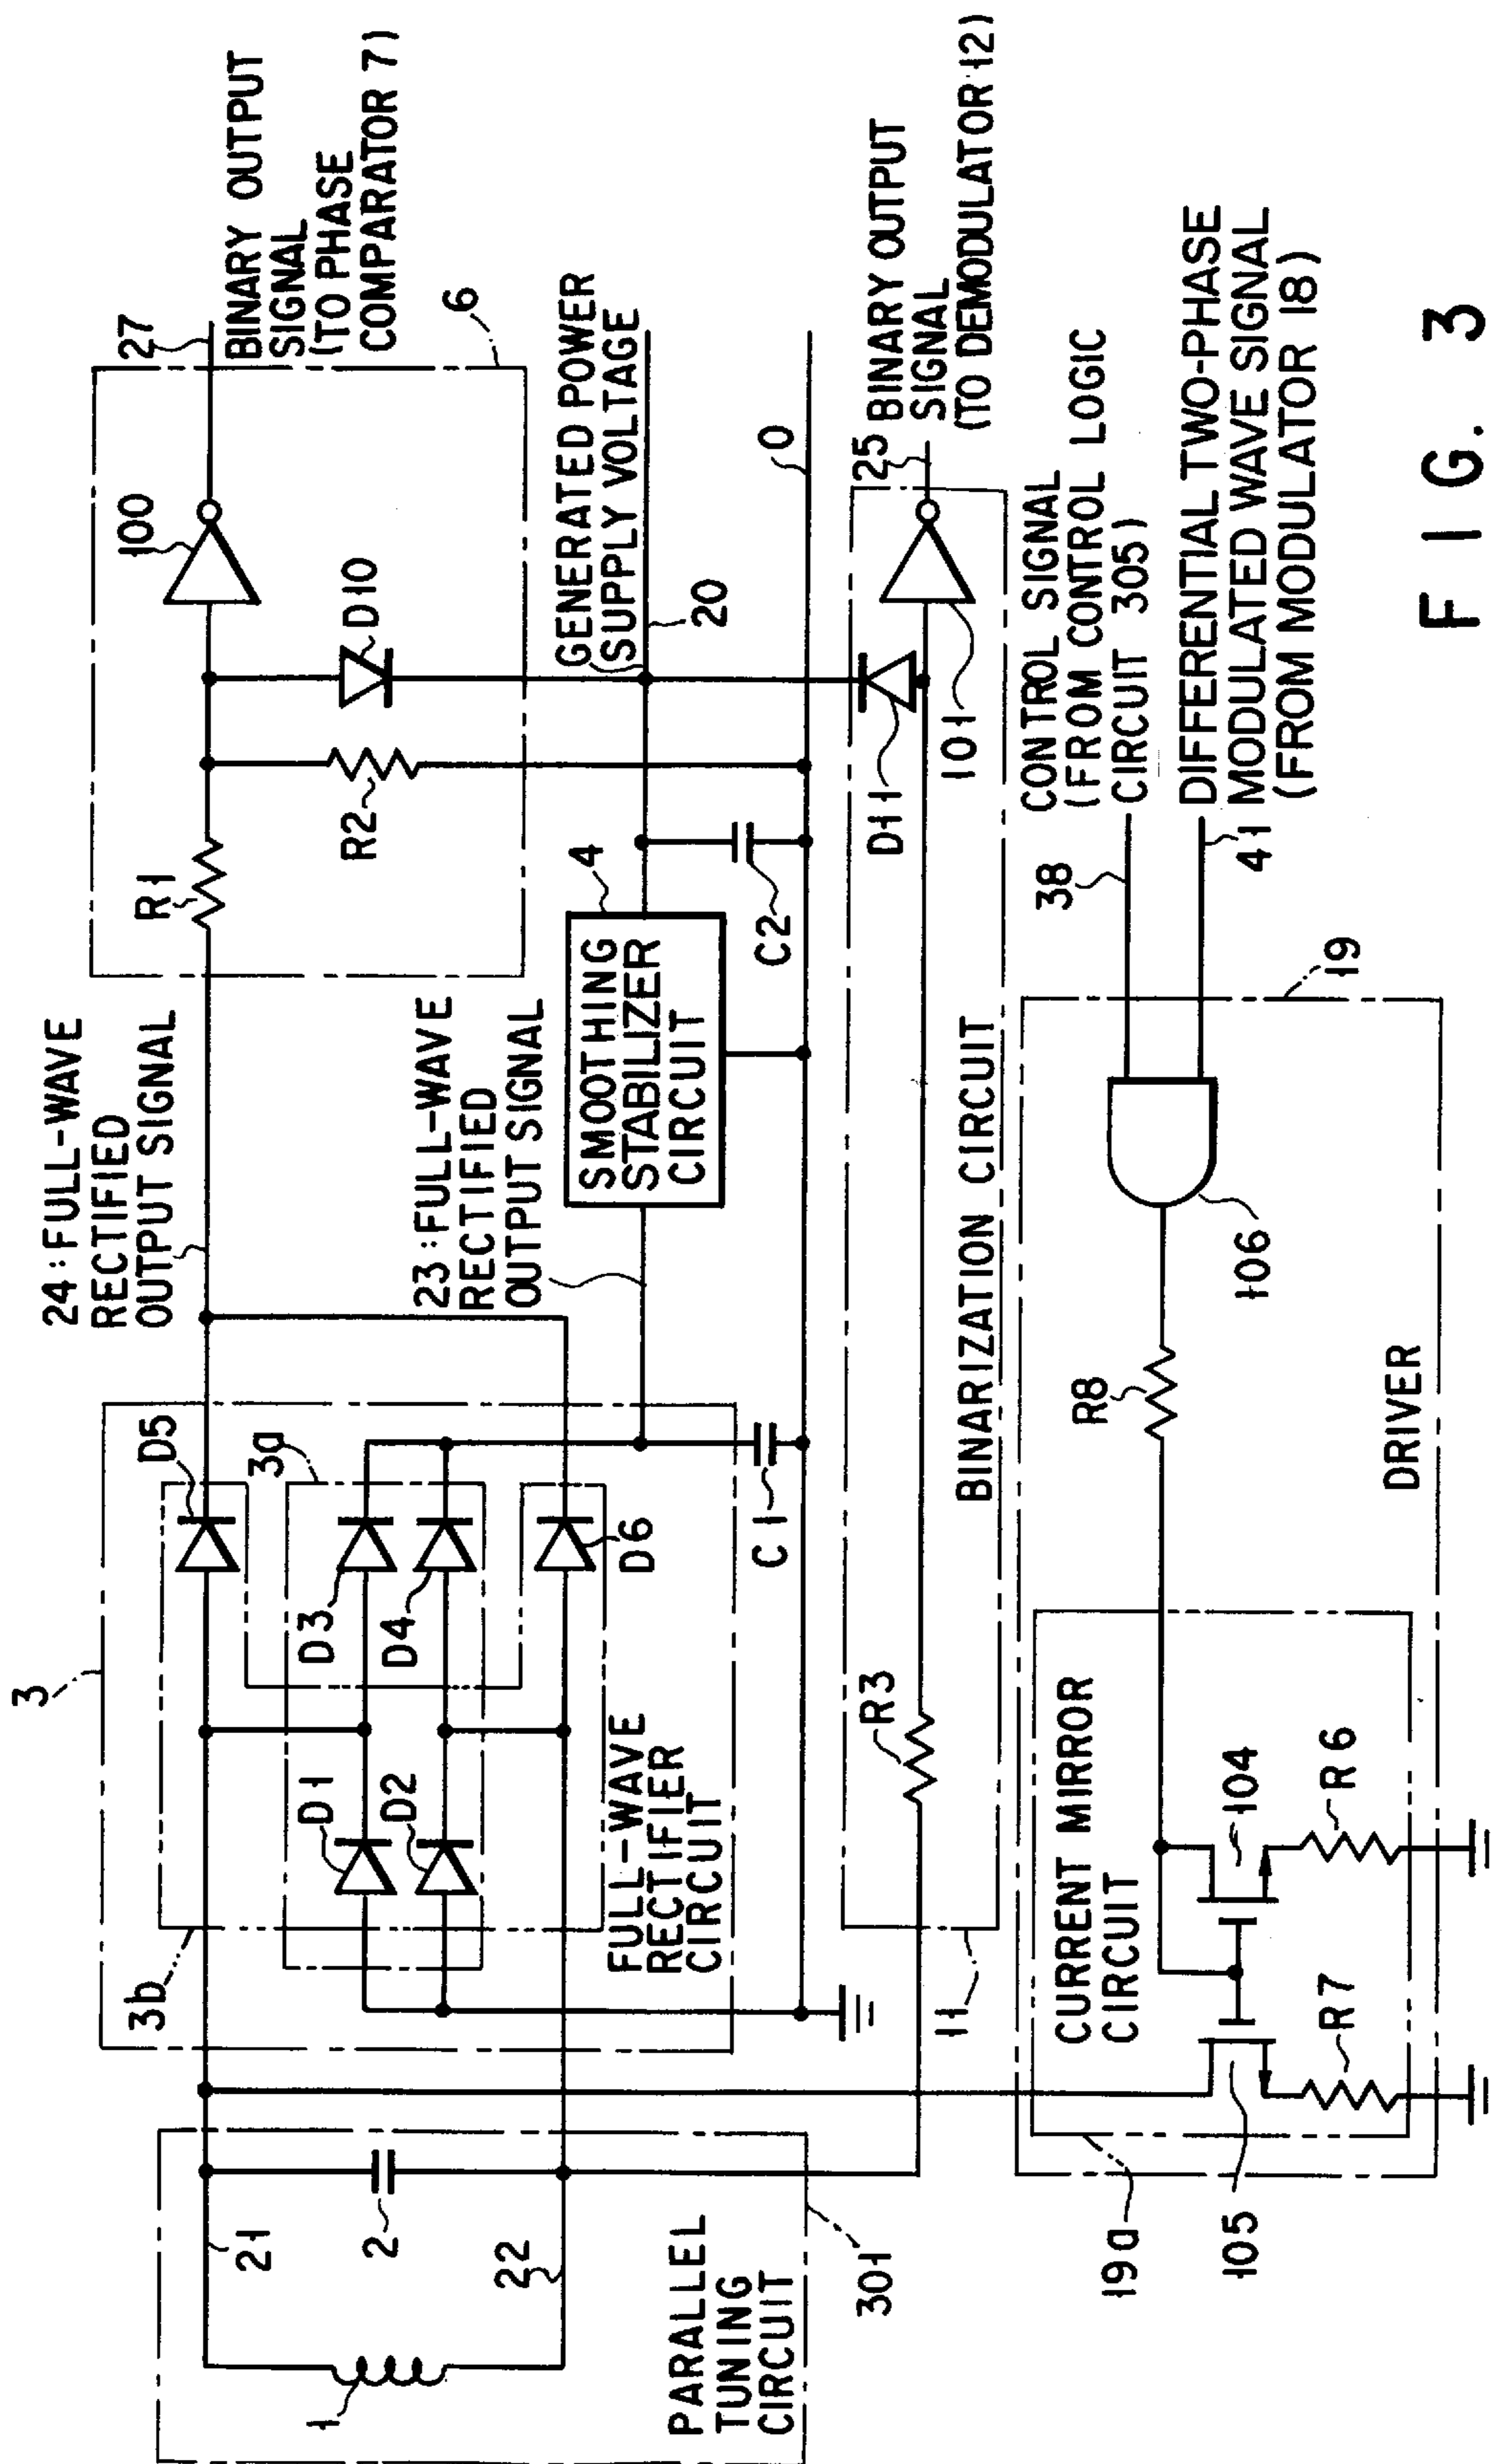 24: FULL-WAVE
RECTIFIED
OUTPUT SIGNAL
R1
R2
100
D10
27
BINARY OUTPUT
SIGNAL
(TO PHASE
COMPARATOR 7)
6
3
3b
D5
3a
D3
D4
D1
D2
D6
FULL-WAVE
RECTIFIER
CIRCUIT
C1
23: FULL-WAVE
RECTIFIED
OUTPUT SIGNAL
SMOOTHING
STABILIZER
CIRCUIT
4
C2
GENERATED POWER
SUPPLY VOLTAGE
20
0
1
21
2
22
PARALLEL
TUNING
CIRCUIT
301
11
R3
BINARIZATION CIRCUIT
D11
101
25
BINARY OUTPUT
SIGNAL
(TO DEMODULATOR 12)
CURRENT MIRROR
CIRCUIT
104
105
R7
R6
19a
R8
106
DRIVER
19
38
CONTROL SIGNAL
(FROM CONTROL LOGIC
CIRCUIT 305)
41
DIFFERENTIAL TWO-PHASE
MODULATED WAVE SIGNAL
(FROM MODULATOR 18)
FIG. 3